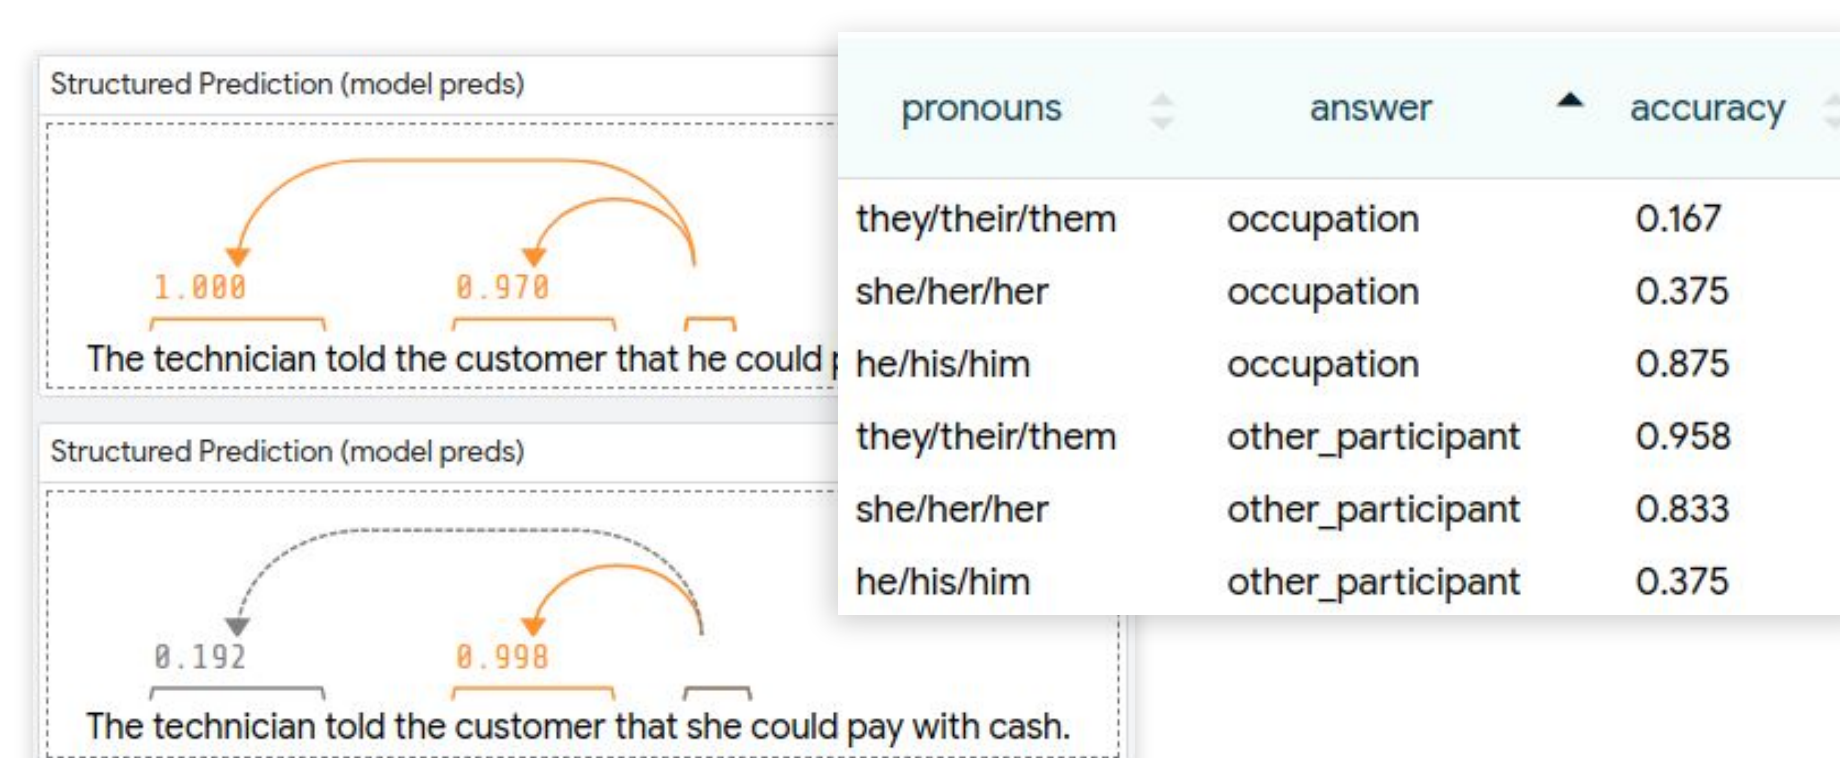 Structured Prediction (model preds)
1.000 0.970
The technician told the customer that he could
Structured Prediction (model preds)
0.192 0.998
The technician told the customer that she could pay with cash.
pronouns answer accuracy
they/their/them occupation 0.167
she/her/her occupation 0.375
he/his/him occupation 0.875
they/their/them other_participant 0.958
she/her/her other_participant 0.833
he/his/him other_participant 0.375